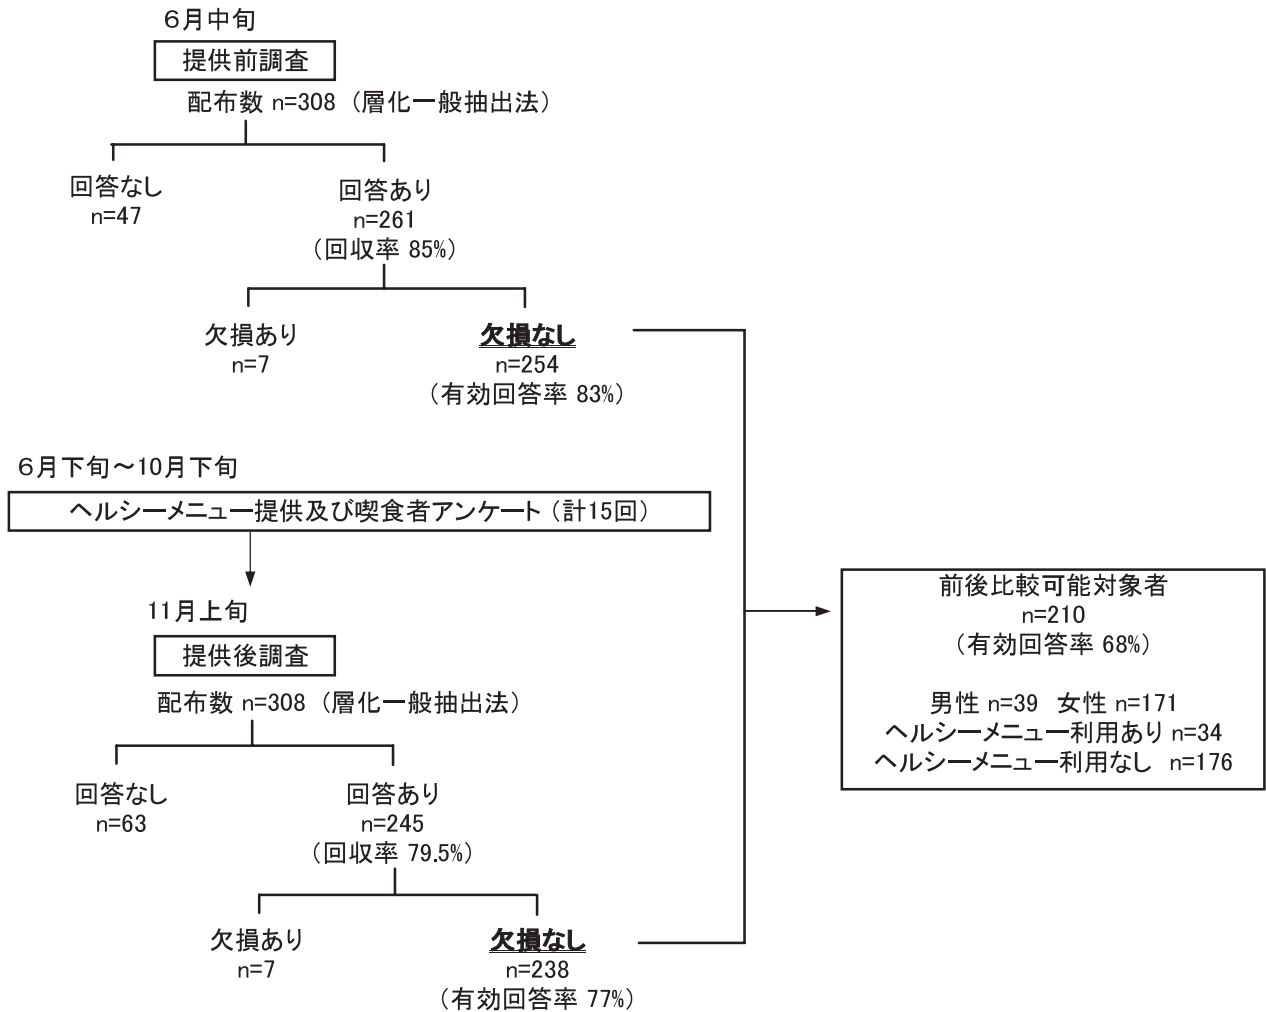 ６月中旬
提供前調査
配布数 n=308（層化一般抽出法）
回答なし
n=47
回答あり
n=261
（回収率 85%）
欠損あり
n=7
欠損なし
n=254
（有効回答率 83%）
６月下旬～10月下旬
ヘルシーメニュー提供及び喫食者アンケート（計15回）
11月上旬
提供後調査
配布数 n=308（層化一般抽出法）
回答なし
n=63
回答あり
n=245
（回収率 79.5%）
欠損あり
n=7
欠損なし
n=238
（有効回答率 77%）
前後比較可能対象者
n=210
（有効回答率 68%）
男性 n=39　女性 n=171
ヘルシーメニュー利用あり n=34
ヘルシーメニュー利用なし　n=176